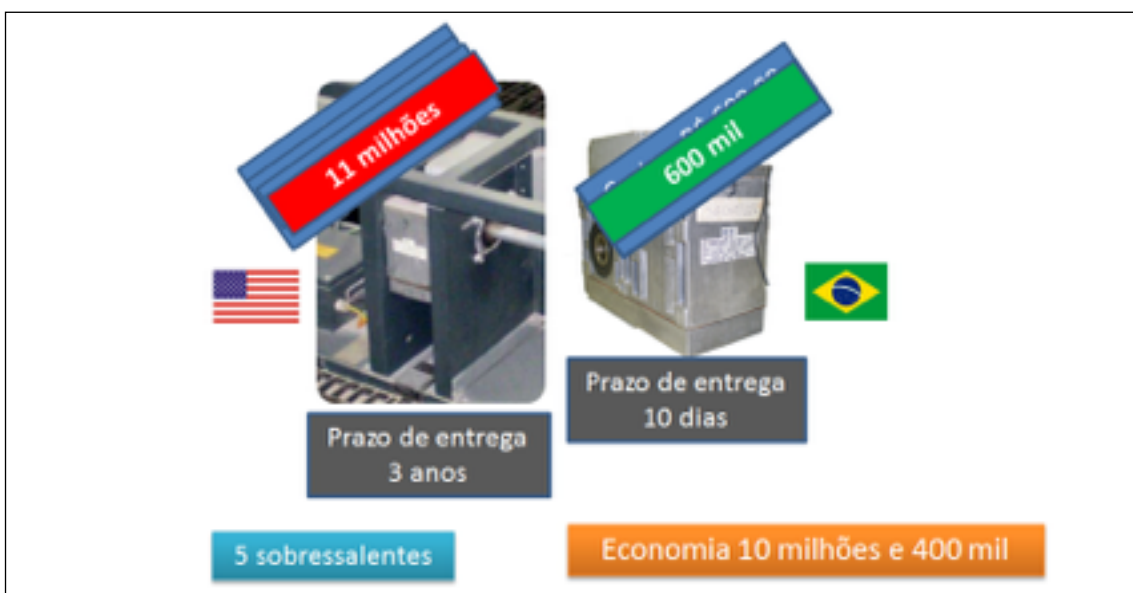 11 milhões
600 mil
Prazo de entrega
10 dias
Prazo de entrega
3 anos
5 sobressalentes
Economia 10 milhões e 400 mil